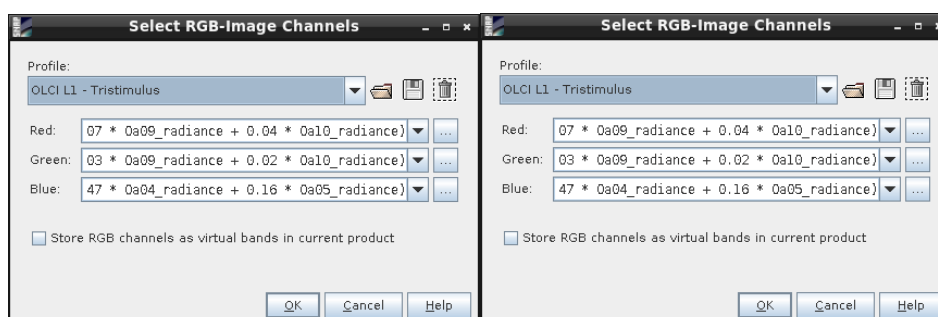 Select RGB-Image Channels
Profile:
OLCI L1 - Tristimulus
Red: 07 * Oa09_radiance + 0.04 * Oa10_radiance) ...
Green: 03 * Oa09_radiance + 0.02 * Oa10_radiance) ...
Blue: 47 * Oa04_radiance + 0.16 * Oa05_radiance) ...
Store RGB channels as virtual bands in current product
OK Cancel Help
Select RGB-Image Channels
Profile:
OLCI L1 - Tristimulus
Red: 07 * Oa09_radiance + 0.04 * Oa10_radiance) ...
Green: 03 * Oa09_radiance + 0.02 * Oa10_radiance) ...
Blue: 47 * Oa04_radiance + 0.16 * Oa05_radiance) ...
Store RGB channels as virtual bands in current product
OK Cancel Help